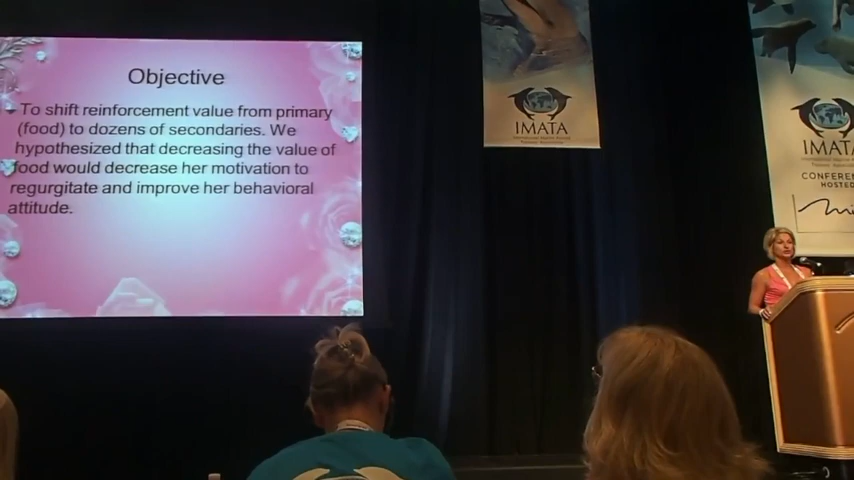 Objective
To shift reinforcement value from primary
(food) to dozens of secondaries. We
hypothesized that decreasing the value of
food would decrease her motivation to
regurgitate and improve her behavioral
attitude.
IMATA
IMATA
CONFERE
HOSTED